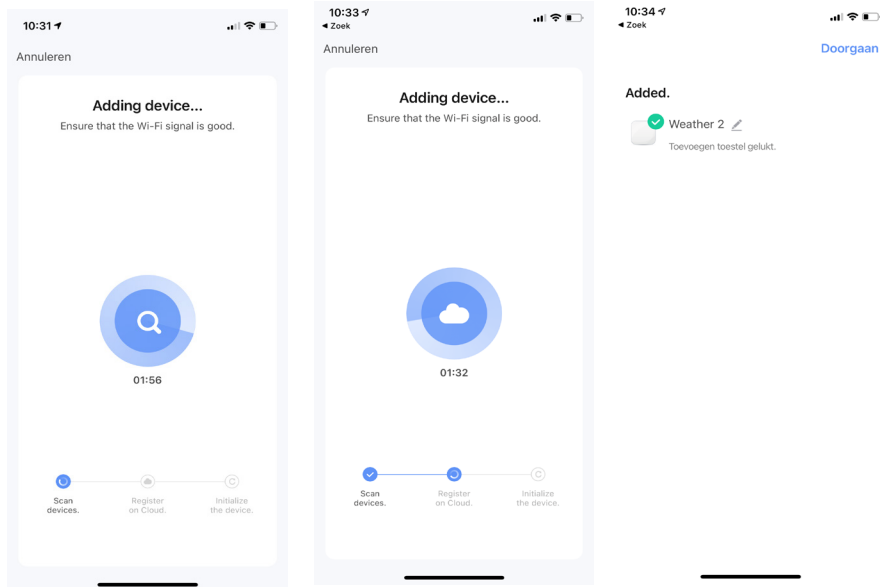 10:31
Annuleren
Adding device...
Ensure that the Wi-Fi signal is good.
01:56
Scan
devices.
Register
on Cloud.
Initialize
the device.
10:33
◀ Zoek
Annuleren
Adding device...
Ensure that the Wi-Fi signal is good.
01:32
Scan
devices.
Register
on Cloud.
Initialize
the device.
10:34
◀ Zoek
Doorgaan
Added.
Weather 2
Toevoegen toestel gelukt.